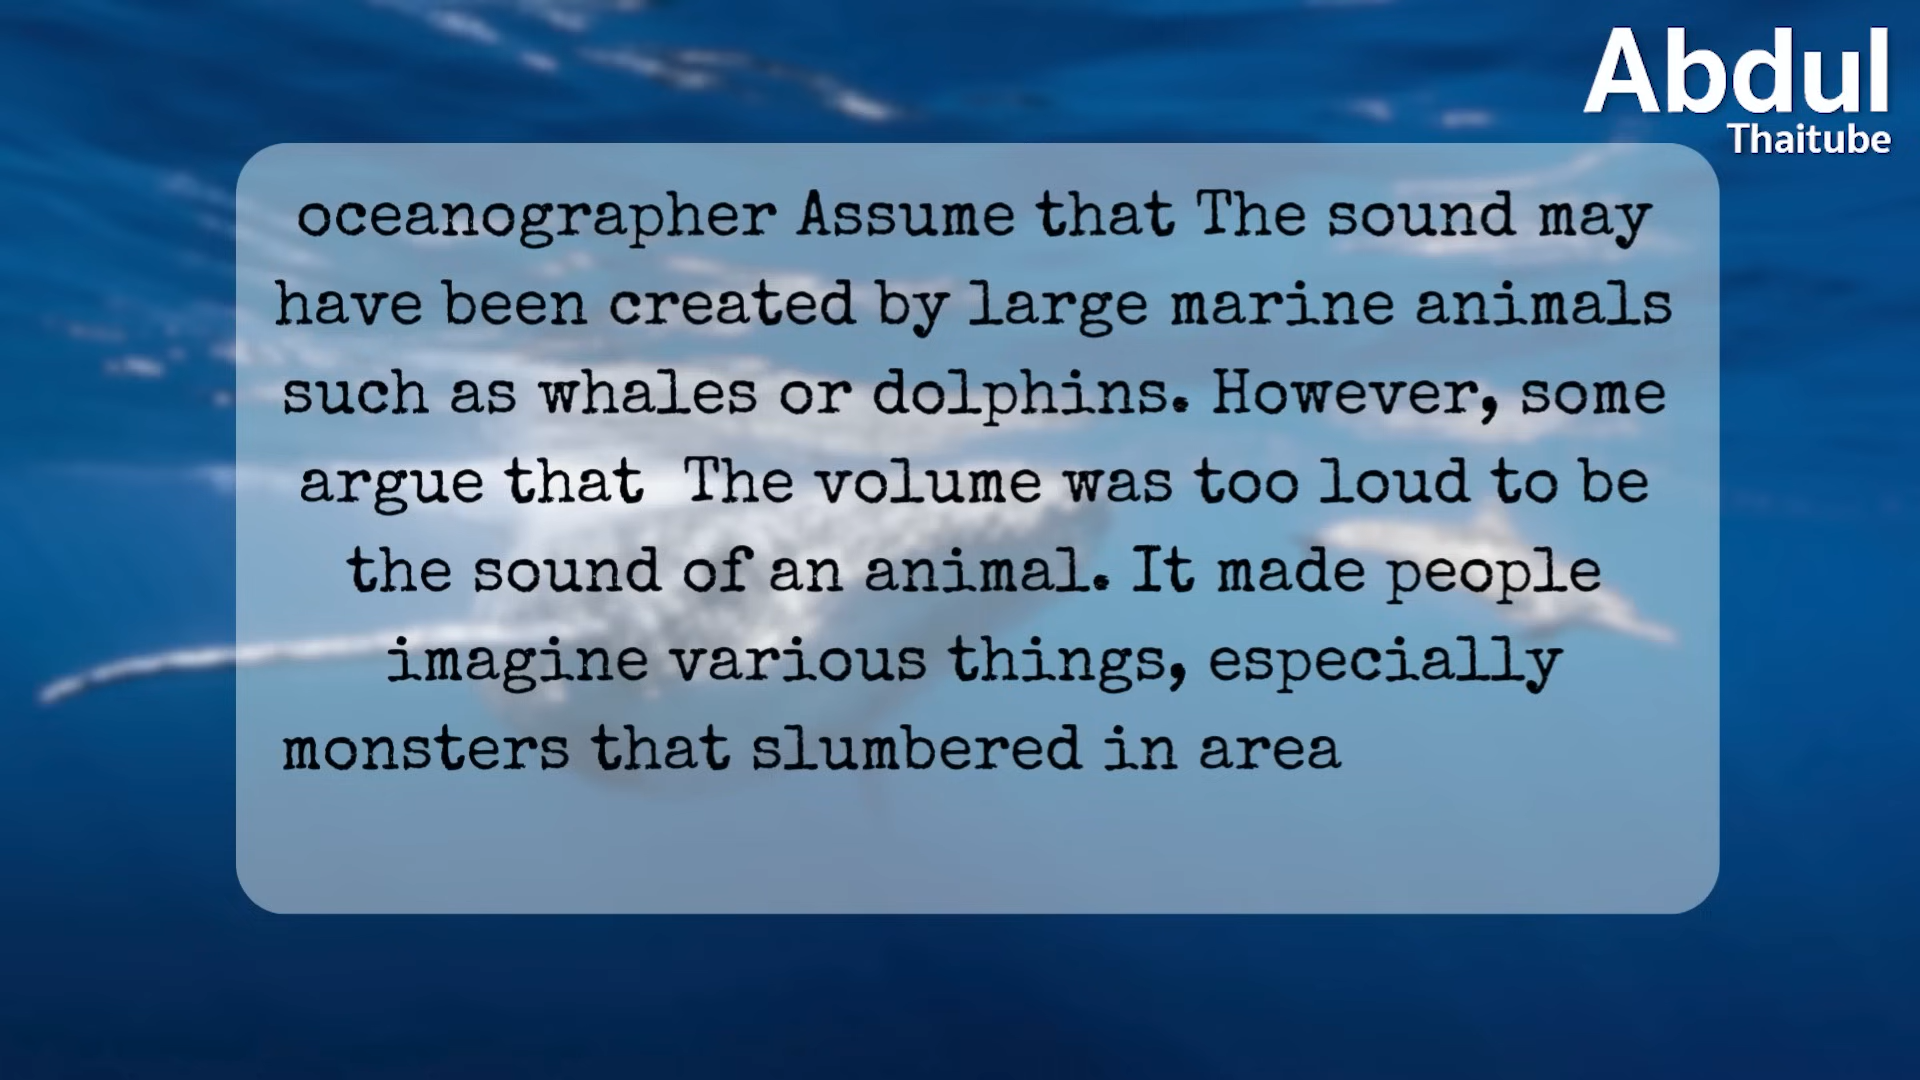 Abdul
Thaitube
oceanographer Assume that The sound may
have been created by large marine animals
such as whales or dolphins. However, some
argue that The volume was too loud to be
the sound of an animal. It made people
imagine various things, especially
monsters that slumbered in area